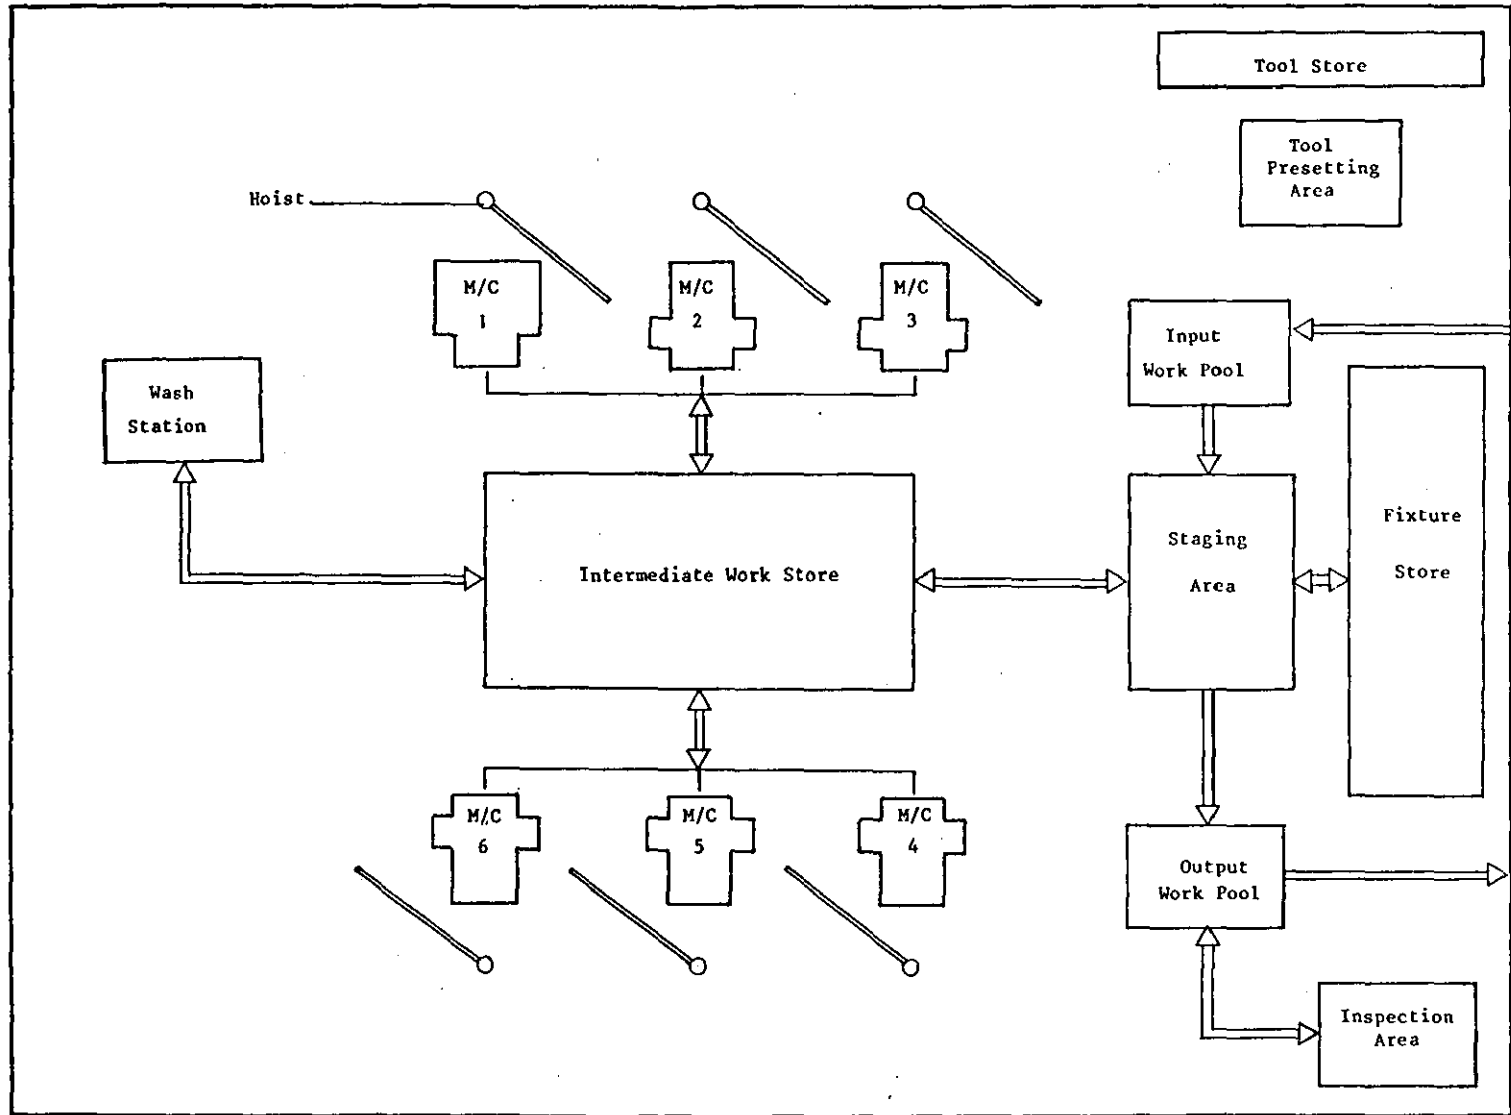 Tool Store
Tool
Presetting
Area
Hoist
M/C
1
M/C
2
M/C
3
Input
Work Pool
Wash
Station
Fixture
Store
Staging
Area
Intermediate Work Store
M/C
6
M/C
5
M/C
4
Output
Work Pool
Inspection
Area